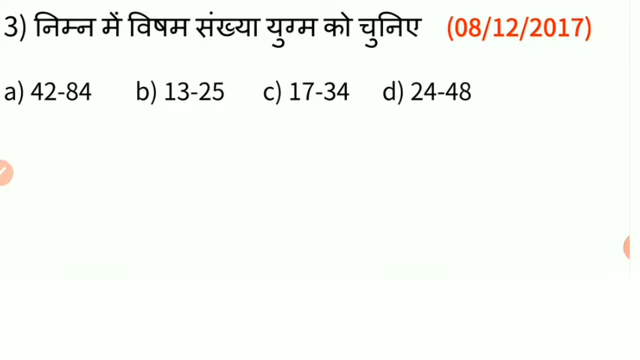 3) निम्न में विषम संख्या युग्म को चुनिए (08/12/2017)
a) 42-84 b) 13-25 c) 17-34 d) 24-48